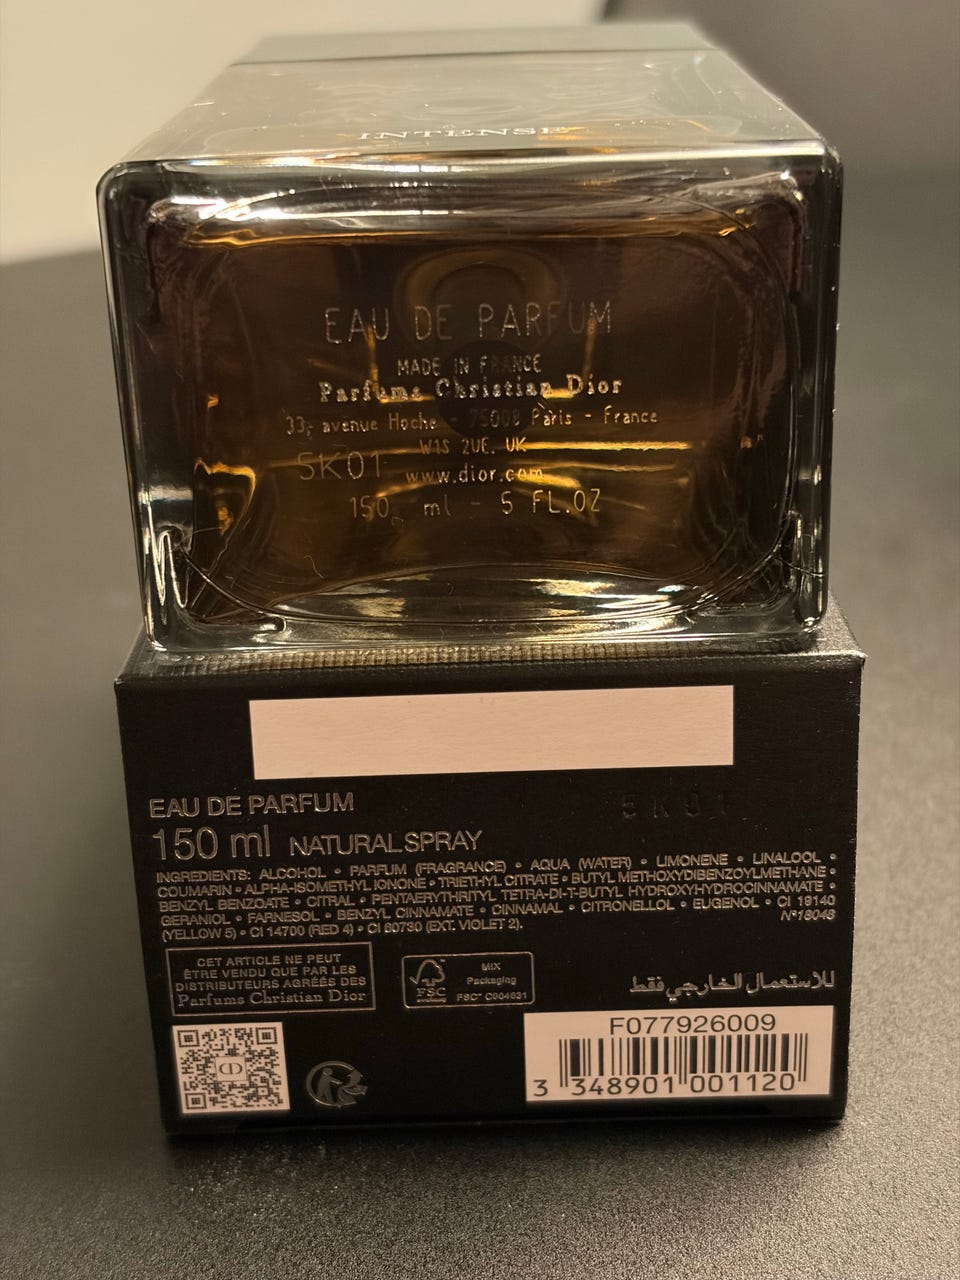 INTENSE
EAU DE PARFUM
MADE IN FRANCE
Parfums Christian Dior
33, avenue Hoche - 75008 Paris - France
W1S 2UE. UK
5K01
www.dior.com
150 ml - 5 FL.OZ
EAU DE PARFUM
5K01
150 ml NATURAL SPRAY
INGREDIENTS: ALCOHOL • PARFUM (FRAGRANCE) • AQUA (WATER) • LIMONENE • LINALOOL •
COUMARIN • ALPHA-ISOMETHYL IONONE • TRIETHYL CITRATE • BUTYL METHOXYDIBENZOYLMETHANE •
BENZYL BENZOATE • CITRAL • PENTAERYTHRITYL TETRA-DI-T-BUTYL HYDROXYHYDROCINNAMATE •
GERANIOL • FARNESOL • BENZYL CINNAMATE • CINNAMAL • CITRONELLOL • EUGENOL • CI 19140
(YELLOW 5) • CI 14700 (RED 4) • CI 60730 (EXT. VIOLET 2).
N°18048
CET ARTICLE NE PEUT
ÊTRE VENDU QUE PAR LES
DISTRIBUTEURS AGRÉÉS DES
Parfums Christian Dior
FSC
MIX
Packaging
FSC® C004631
للاستعمال الخارجي فقط
CD
F077926009
3 348901 001120